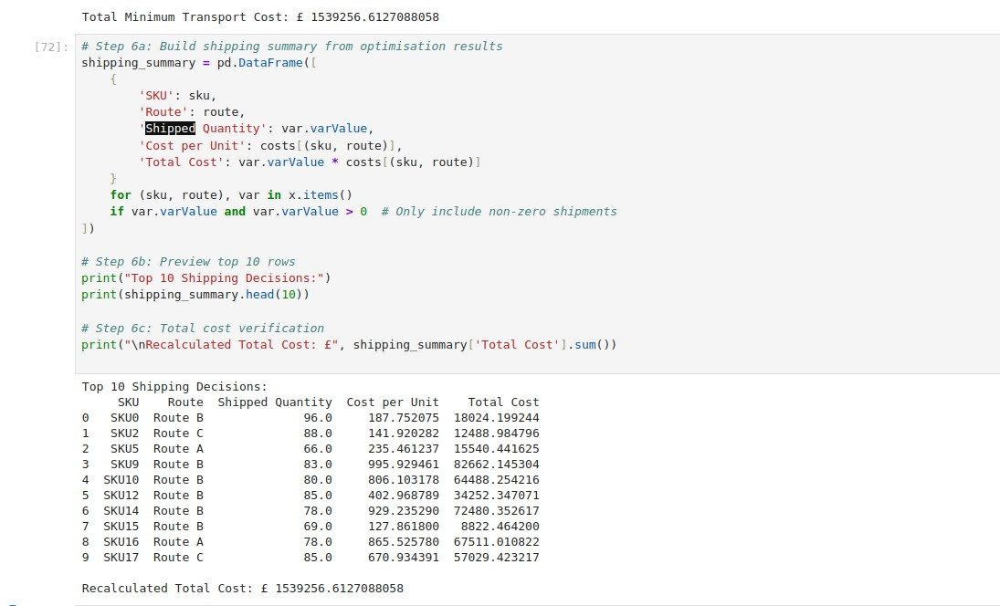 Total Minimum Transport Cost: £ 1539256.6127088058
[72]:
# Step 6a: Build shipping summary from optimisation results
shipping_summary = pd.DataFrame([
    {
        'SKU': sku,
        'Route': route,
        'Shipped Quantity': var.varValue,
        'Cost per Unit': costs[(sku, route)],
        'Total Cost': var.varValue * costs[(sku, route)]
    }
    for (sku, route), var in x.items()
    if var.varValue and var.varValue > 0  # Only include non-zero shipments
])

# Step 6b: Preview top 10 rows
print("Top 10 Shipping Decisions:")
print(shipping_summary.head(10))

# Step 6c: Total cost verification
print("\nRecalculated Total Cost: £", shipping_summary['Total Cost'].sum())

Top 10 Shipping Decisions:
     SKU    Route  Shipped Quantity  Cost per Unit    Total Cost
0   SKU0  Route B              96.0     187.752075  18024.199244
1   SKU2  Route C              88.0     141.920282  12488.984796
2   SKU5  Route A              66.0     235.461237  15540.441625
3   SKU9  Route B              83.0     995.929461  82662.145304
4  SKU10  Route B              80.0     806.103178  64488.254216
5  SKU12  Route B              85.0     402.968789  34252.347071
6  SKU14  Route B              78.0     929.235290  72480.352617
7  SKU15  Route B              69.0     127.861800   8822.464200
8  SKU16  Route A              78.0     865.525780  67511.010822
9  SKU17  Route C              85.0     670.934391  57029.423217

Recalculated Total Cost: £ 1539256.6127088058